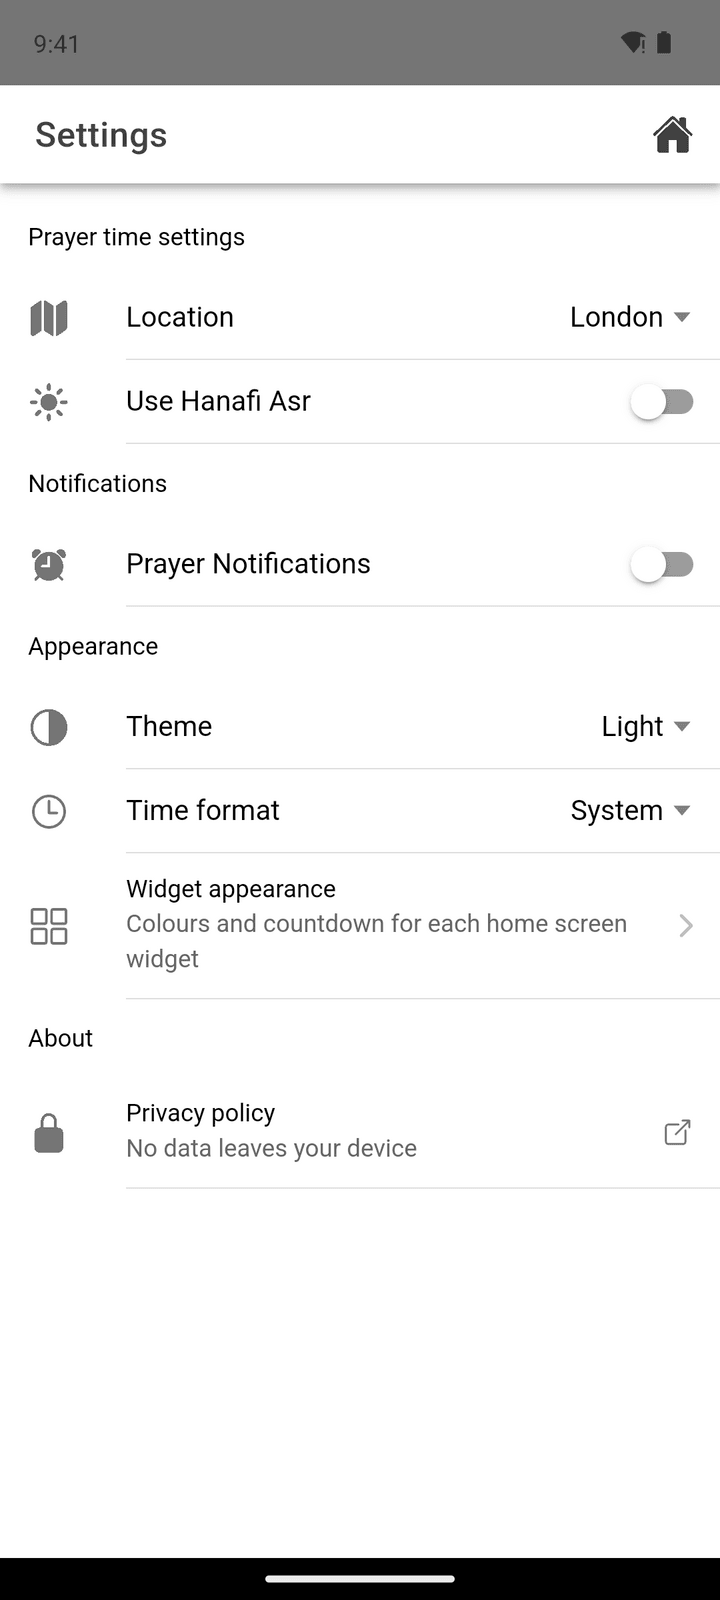 9:41
Settings
Prayer time settings
Location
London
Use Hanafi Asr
Notifications
Prayer Notifications
Appearance
Theme
Light
Time format
System
Widget appearance
Colours and countdown for each home screen
widget
About
Privacy policy
No data leaves your device